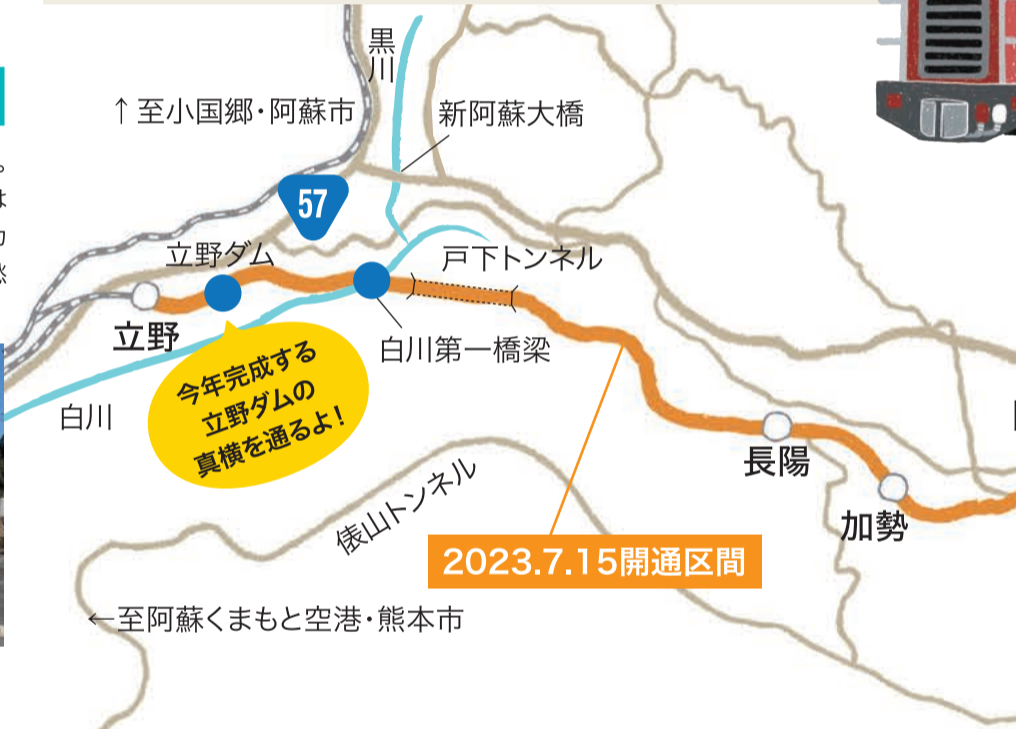 黒川
↑至小国郷・阿蘇市
新阿蘇大橋
57
立野ダム
戸下トンネル
立野
白川第一橋梁
今年完成する
立野ダムの
真横を通るよ!
白川
長陽
俵山トンネル
加勢
2023.7.15開通区間
←至阿蘇くまもと空港・熊本市